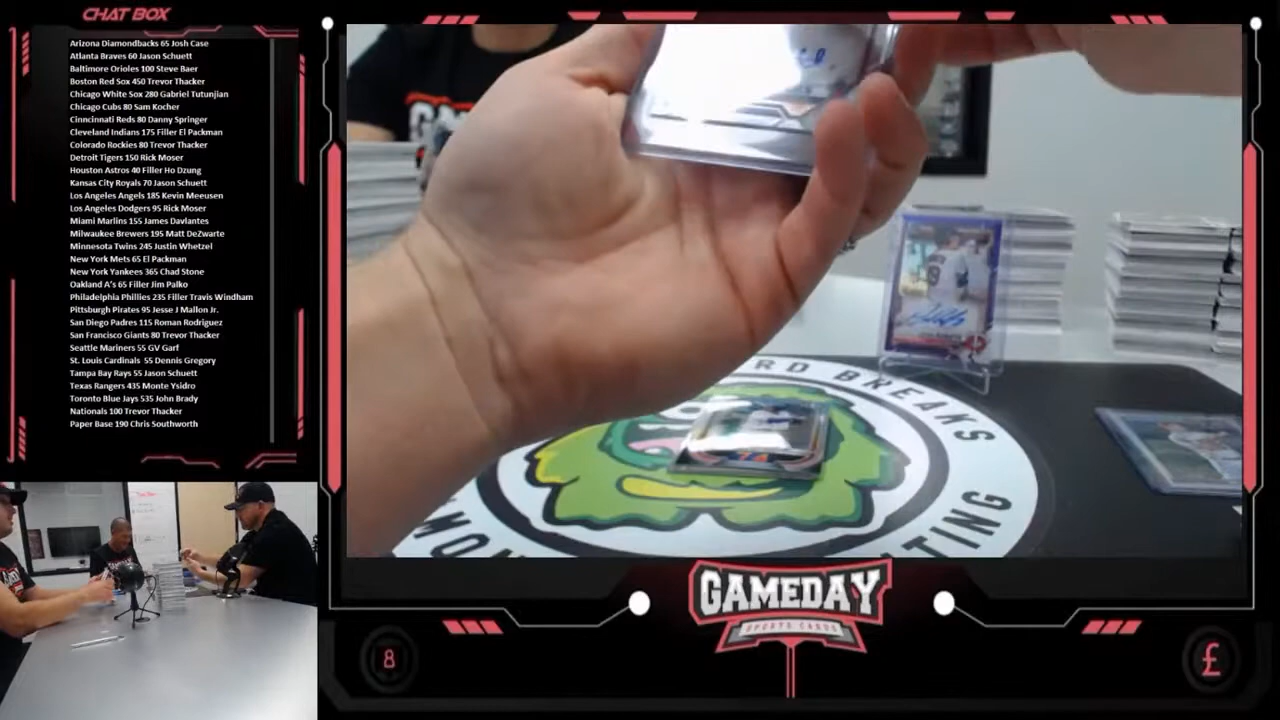 CHAT BOX
Arizona Diamondbacks 65 Josh Case
Atlanta Braves 60 Jason Schuett
Baltimore Orioles 100 Steve Baer
Boston Red Sox 450 Trevor Thacker
Chicago White Sox 280 Gabriel Tutunjian
Chicago Cubs 80 Sam Kocher
Cinncinati Reds 80 Danny Springer
Cleveland Indians 175 Filler El Packman
Colorado Rockies 80 Trevor Thacker
Detroit Tigers 150 Rick Moser
Houston Astros 40 Filler Ho Dzung
Kansas City Royals 70 Jason Schuett
Los Angeles Angels 185 Kevin Meeusen
Los Angeles Dodgers 95 Rick Moser
Miami Marlins 155 James Davlantes
Milwaukee Brewers 195 Matt DeZwarte
Minnesota Twins 245 Justin Whetzel
New York Mets 65 El Packman
New York Yankees 365 Chad Stone
Oakland A's 65 Filler Jim Palko
Philadelphia Phillies 235 Filler Travis Windham
Pittsburgh Pirates 95 Jesse J Mallon Jr.
San Diego Padres 115 Roman Rodriguez
San Francisco Giants 80 Trevor Thacker
Seattle Mariners 55 GV Garf
St. Louis Cardinals 55 Dennis Gregory
Tampa Bay Rays 55 Jason Schuett
Texas Rangers 435 Monte Ysidro
Toronto Blue Jays 535 John Brady
Nationals 100 Trevor Thacker
Paper Base 190 Chris Southworth
RD BREAKS
TING
GAMEDAY
SPORTS CARDS
8
£